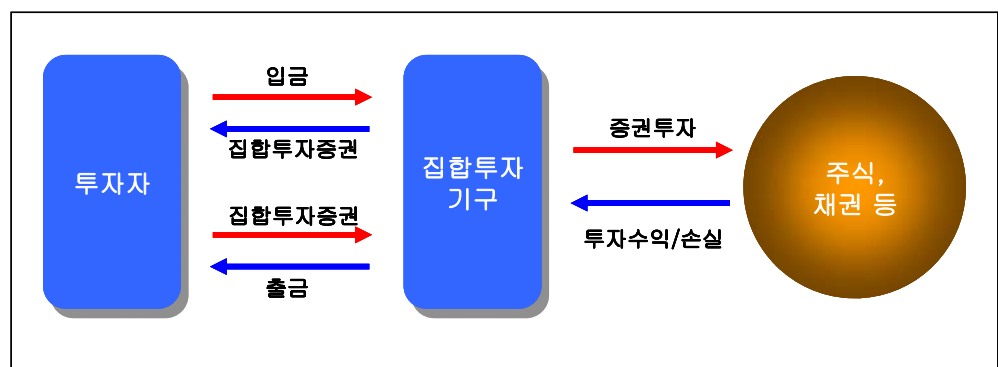 투자자
입금
집합투자증권
집합투자증권
출금
집합투자
기구
증권투자
투자수익/손실
주식,
채권 등